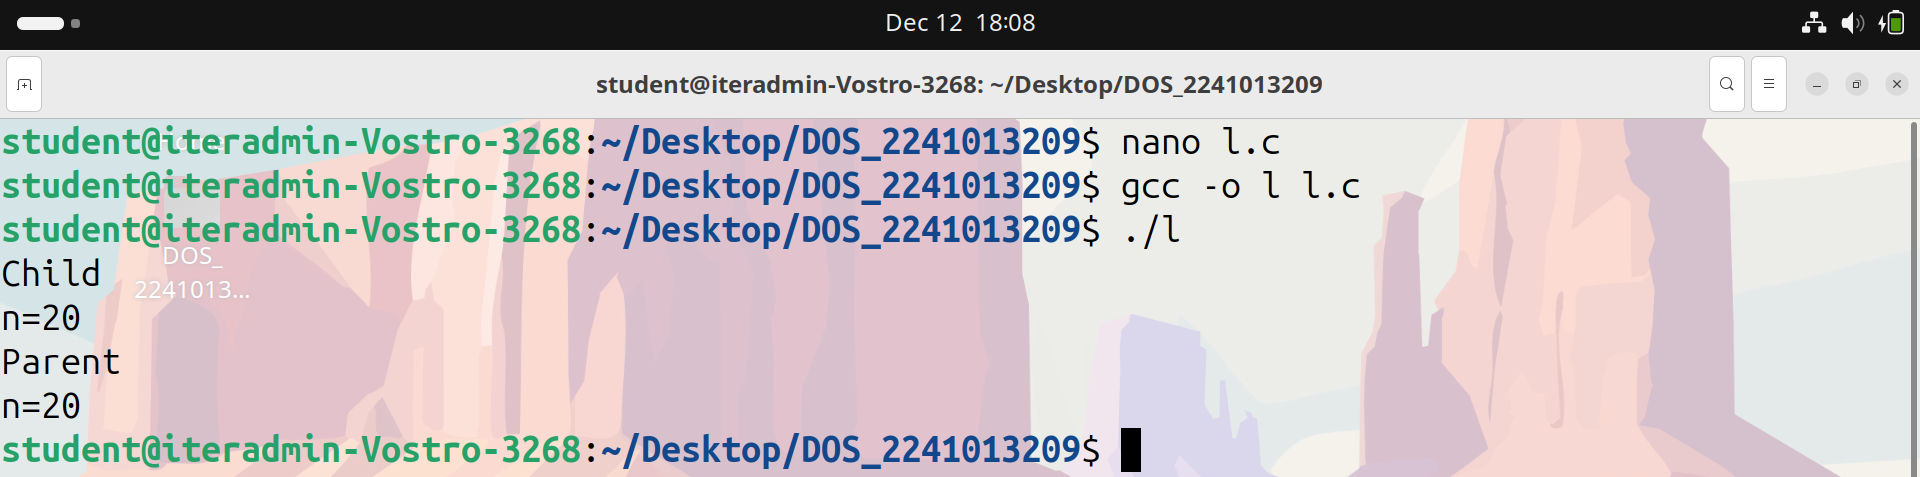 Dec 12 18:08
student@iteradmin-Vostro-3268: ~/Desktop/DOS_2241013209
student@iteradmin-Vostro-3268:~/Desktop/DOS_2241013209$ nano l.c
student@iteradmin-Vostro-3268:~/Desktop/DOS_2241013209$ gcc -o l l.c
student@iteradmin-Vostro-3268:~/Desktop/DOS_2241013209$ ./l
DOS_
2241013...
Child
n=20
Parent
n=20
student@iteradmin-Vostro-3268:~/Desktop/DOS_2241013209$